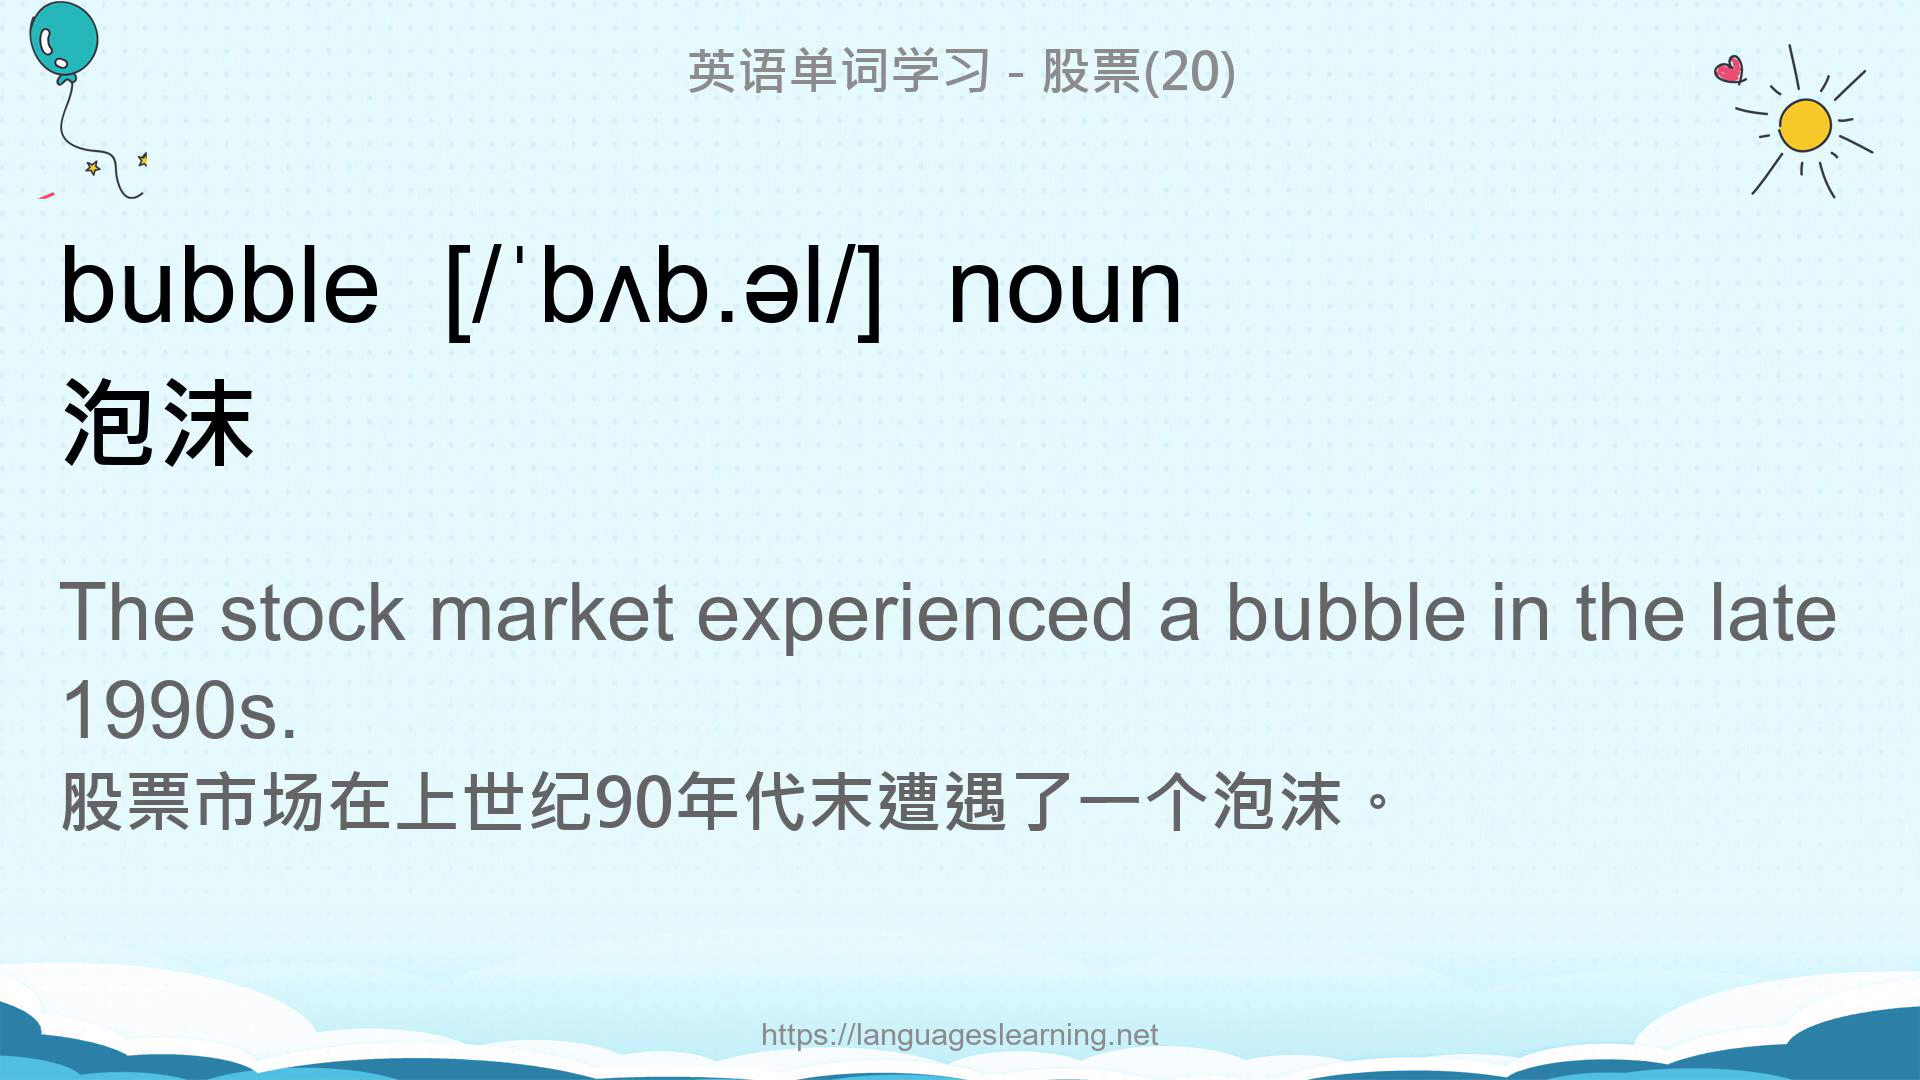 英语单词学习 - 股票(20)
bubble [/ˈbʌb.əl/] noun
泡沫
The stock market experienced a bubble in the late
1990s.
股票市场在上世纪90年代末遭遇了一个泡沫。
https://languageslearning.net